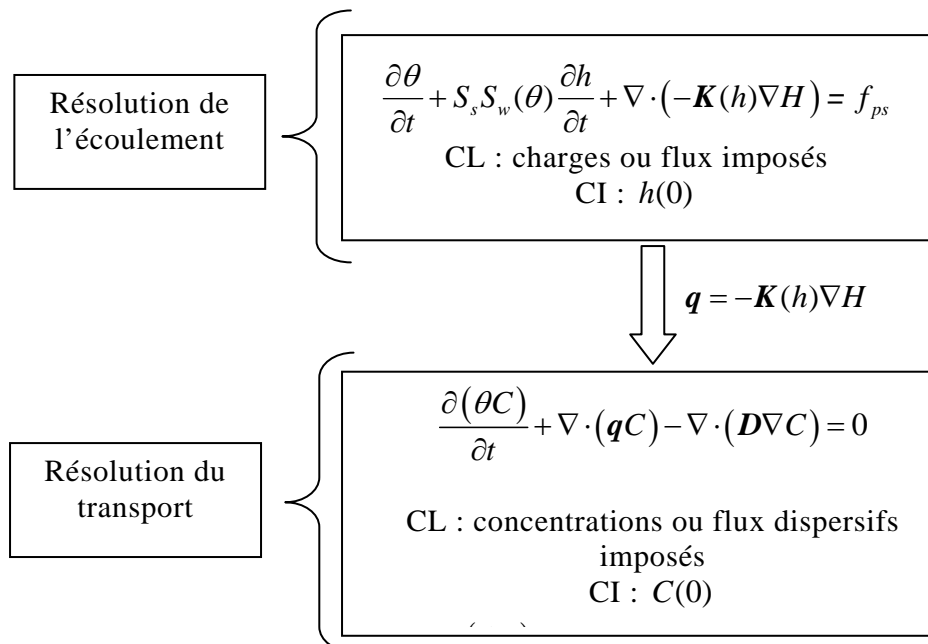 Résolution de
l'écoulement
∂θ/∂t + S_s S_w(θ) ∂h/∂t + ∇·(−K(h)∇H) = f_ps
CL : charges ou flux imposés
CI : h(0)
q = −K(h)∇H
Résolution du
transport
∂(θC)/∂t + ∇·(qC) − ∇·(D∇C) = 0
CL : concentrations ou flux dispersifs
imposés
CI : C(0)